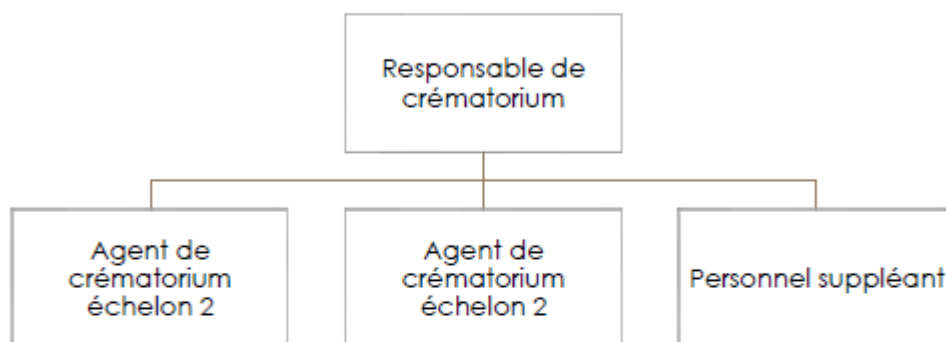 Responsable de
crématorium
Agent de
crématorium
échelon 2
Agent de
crématorium
échelon 2
Personnel suppléant